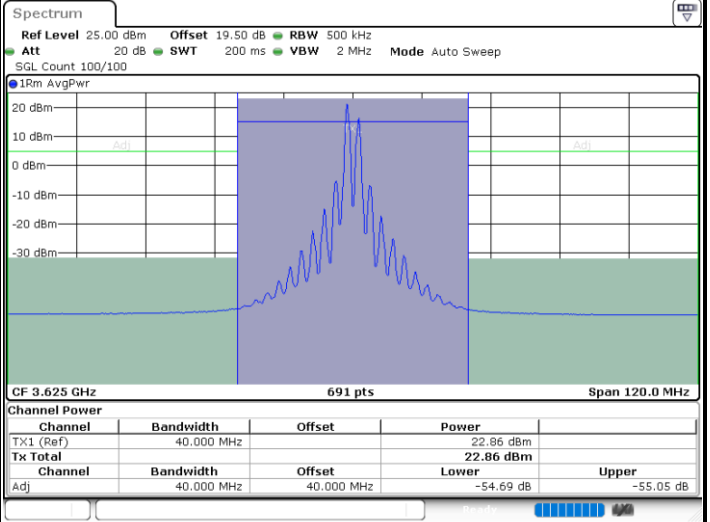 Spectrum
Ref Level 25.00 dBm Offset 19.50 dB RBW 500 kHz
Att 20 dB SWT 200 ms VBW 2 MHz Mode Auto Sweep
SGL Count 100/100
1Rm AvgPwr
20 dBm
10 dBm
Adj Adj
0 dBm
-10 dBm
-20 dBm
-30 dBm
CF 3.625 GHz 691 pts Span 120.0 MHz
Channel Power
Channel Bandwidth Offset Power
TX1 (Ref) 40.000 MHz 22.86 dBm
Tx Total 22.86 dBm
Channel Bandwidth Offset Lower Upper
Adj 40.000 MHz 40.000 MHz -54.69 dB -55.05 dB
Ready